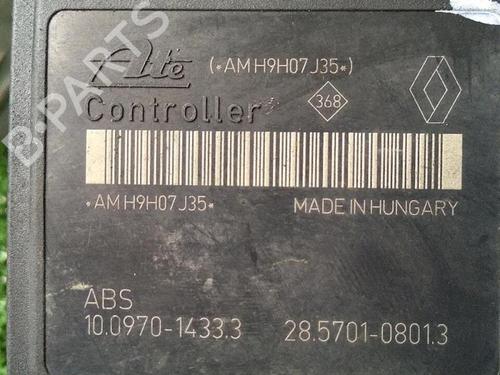 Ate (*AMH9H07J35*)
Controller 368
*AMH9H07J35* MADE IN HUNGARY
ABS
10.0970-1433.3 28.5701-0801.3
B-PARTS